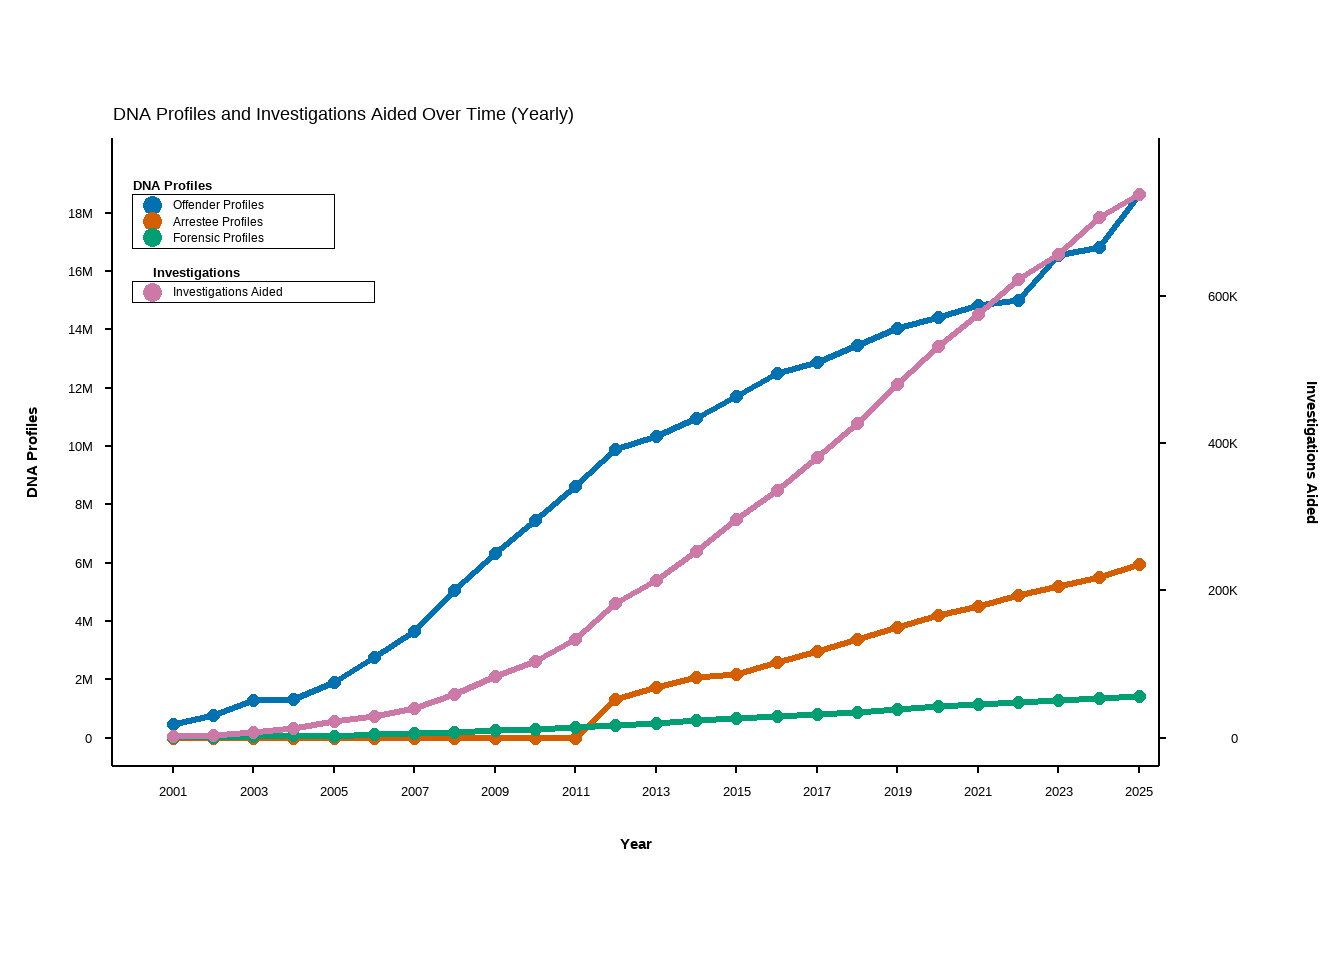 DNA Profiles and Investigations Aided Over Time (Yearly)
DNA Profiles
Offender Profiles
Arrestee Profiles
Forensic Profiles
Investigations
Investigations Aided
18M
16M
14M
12M
10M
8M
6M
4M
2M
0
DNA Profiles
600K
400K
200K
0
Investigations Aided
2001 2003 2005 2007 2009 2011 2013 2015 2017 2019 2021 2023 2025
Year